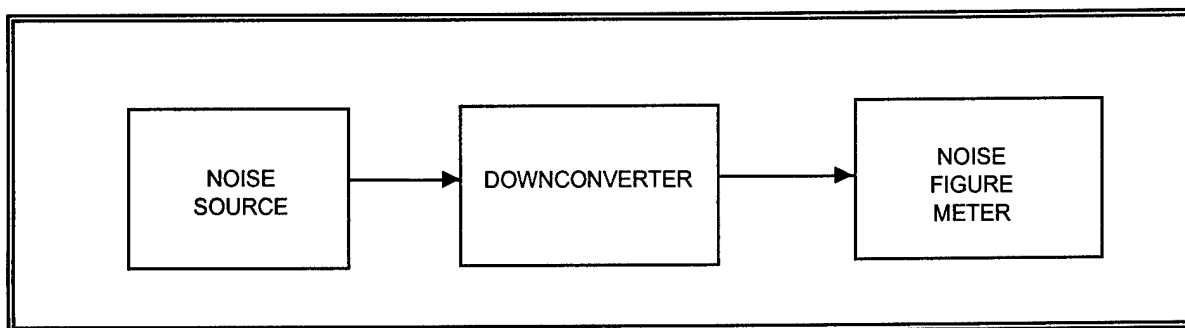 NOISE
SOURCE
DOWNCONVERTER
NOISE
FIGURE
METER